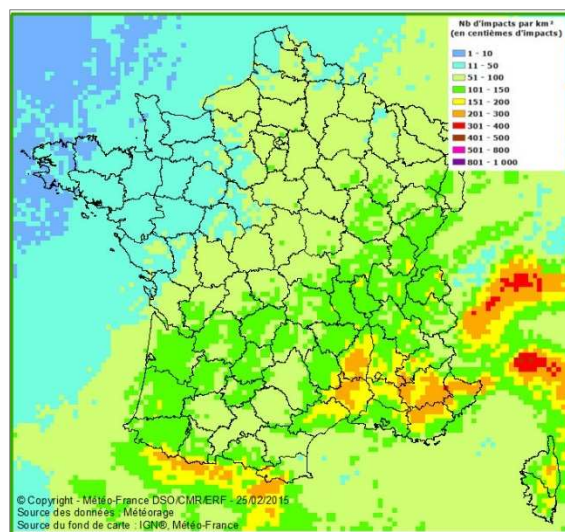 Nb d'impacts par km²
(en centièmes d'impacts)
1 - 10
11 - 50
51 - 100
101 - 150
151 - 200
201 - 300
301 - 400
401 - 500
501 - 800
801 - 1 000
© Copyright - Météo-France DSO/CMR/ERF - 25/02/2015
Source des données : Météorage
Source du fond de carte : IGN®, Météo-France